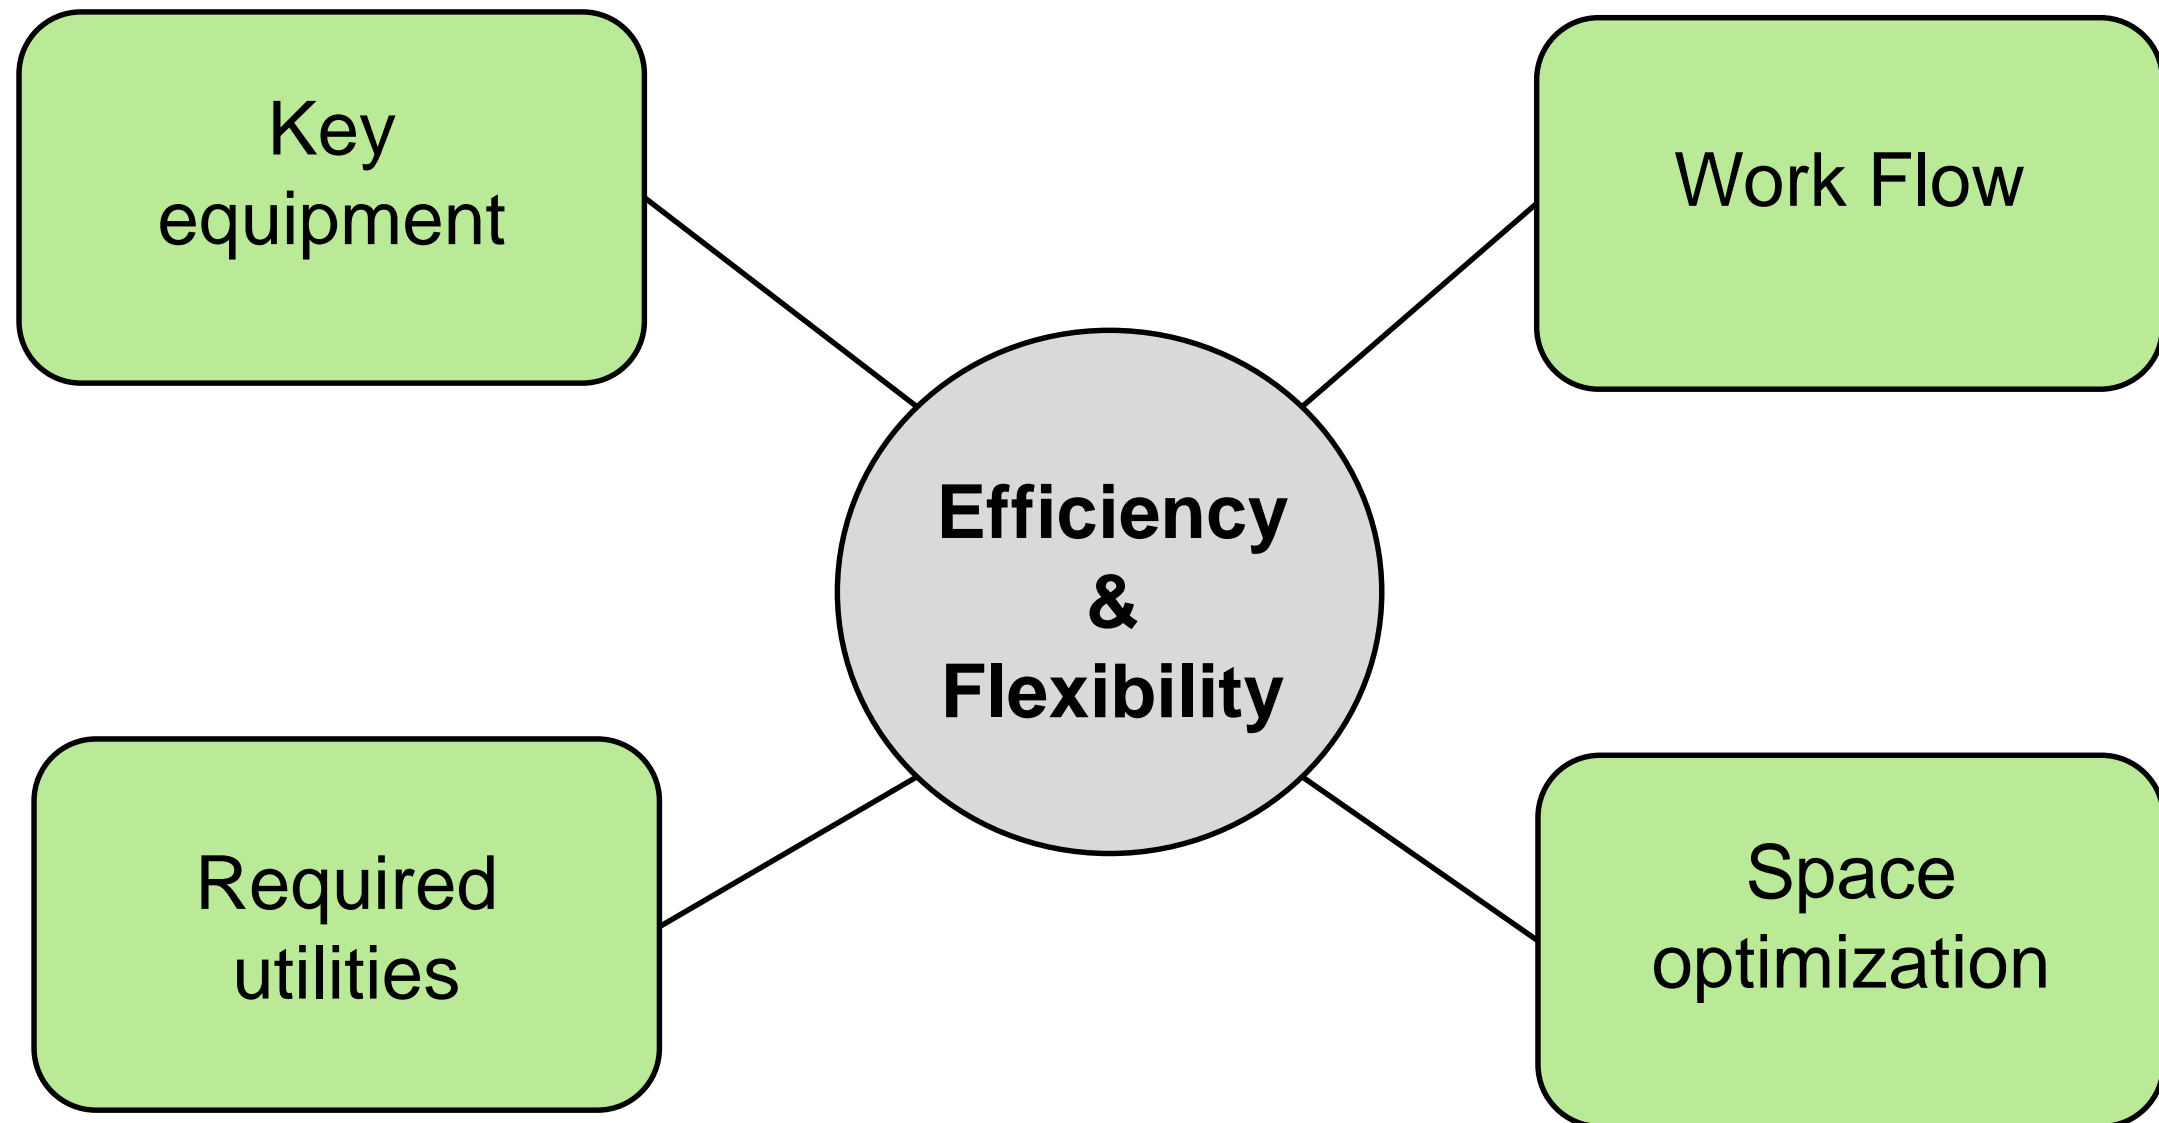 Key
equipment
Work Flow
Efficiency
&
Flexibility
Required
utilities
Space
optimization